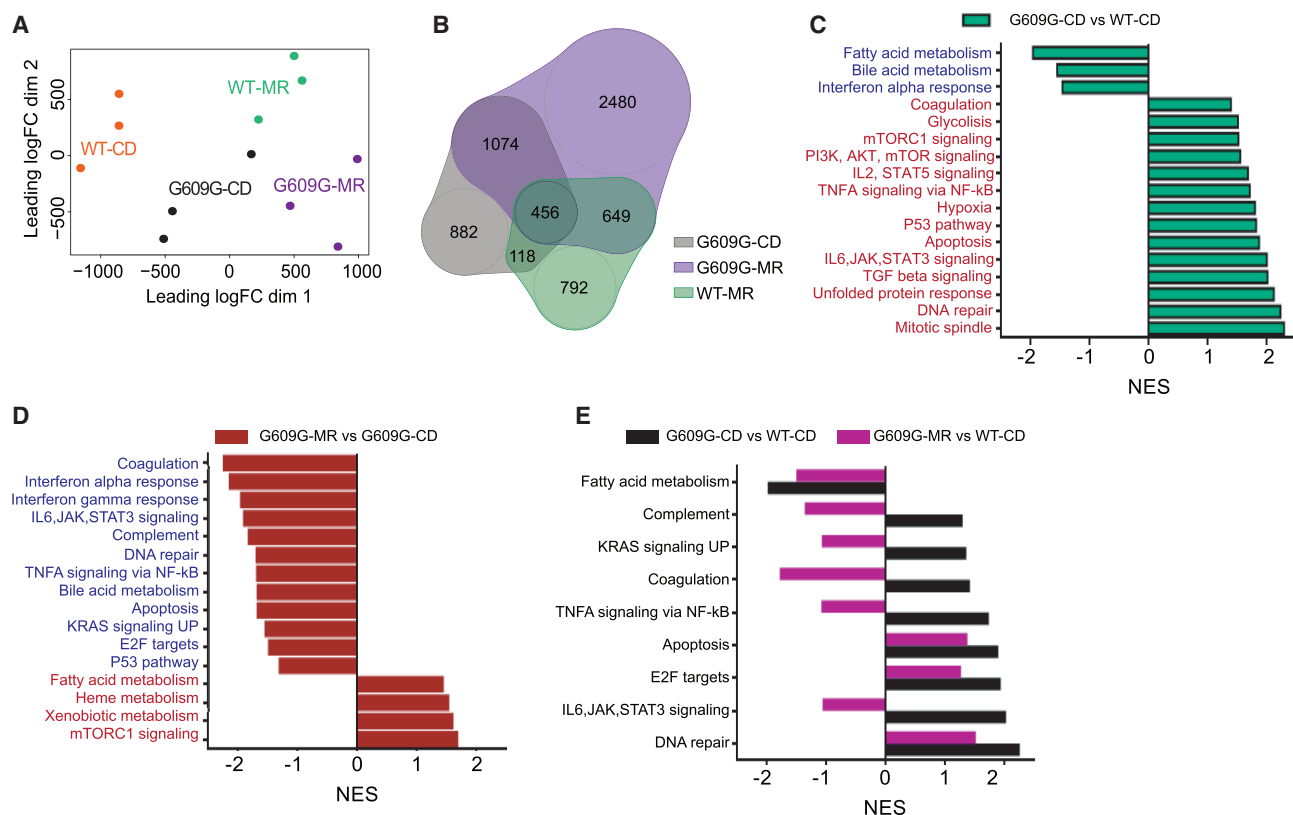 A
Leading logFC dim 2
500
0
−500
WT-MR
WT-CD
G609G-CD
G609G-MR
−1000
−500
0
500
1000
Leading logFC dim 1
B
2480
1074
456
649
882
118
792
G609G-CD
G609G-MR
WT-MR
C
G609G-CD vs WT-CD
Fatty acid metabolism
Bile acid metabolism
Interferon alpha response
Coagulation
Glycolisis
mTORC1 signaling
PI3K, AKT, mTOR signaling
IL2, STAT5 signaling
TNFA signaling via NF-kB
Hypoxia
P53 pathway
Apoptosis
IL6,JAK,STAT3 signaling
TGF beta signaling
Unfolded protein response
DNA repair
Mitotic spindle
-2
-1
0
1
2
NES
D
G609G-MR vs G609G-CD
Coagulation
Interferon alpha response
Interferon gamma response
IL6,JAK,STAT3 signaling
Complement
DNA repair
TNFA signaling via NF-kB
Bile acid metabolism
Apoptosis
KRAS signaling UP
E2F targets
P53 pathway
Fatty acid metabolism
Heme metabolism
Xenobiotic metabolism
mTORC1 signaling
-2
-1
0
1
2
NES
E
G609G-CD vs WT-CD
G609G-MR vs WT-CD
Fatty acid metabolism
Complement
KRAS signaling UP
Coagulation
TNFA signaling via NF-kB
Apoptosis
E2F targets
IL6,JAK,STAT3 signaling
DNA repair
-2
-1
0
1
2
NES